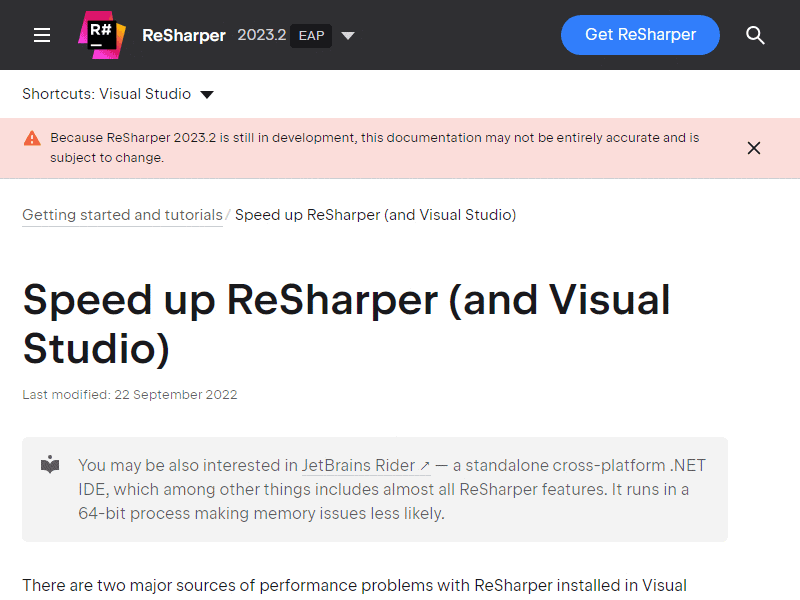 R#
ReSharper 2023.2 EAP
Get ReSharper
Shortcuts: Visual Studio
Because ReSharper 2023.2 is still in development, this documentation may not be entirely accurate and is
subject to change.
Getting started and tutorials / Speed up ReSharper (and Visual Studio)
Speed up ReSharper (and Visual
Studio)
Last modified: 22 September 2022
You may be also interested in JetBrains Rider ↗ — a standalone cross-platform .NET
IDE, which among other things includes almost all ReSharper features. It runs in a
64-bit process making memory issues less likely.
There are two major sources of performance problems with ReSharper installed in Visual